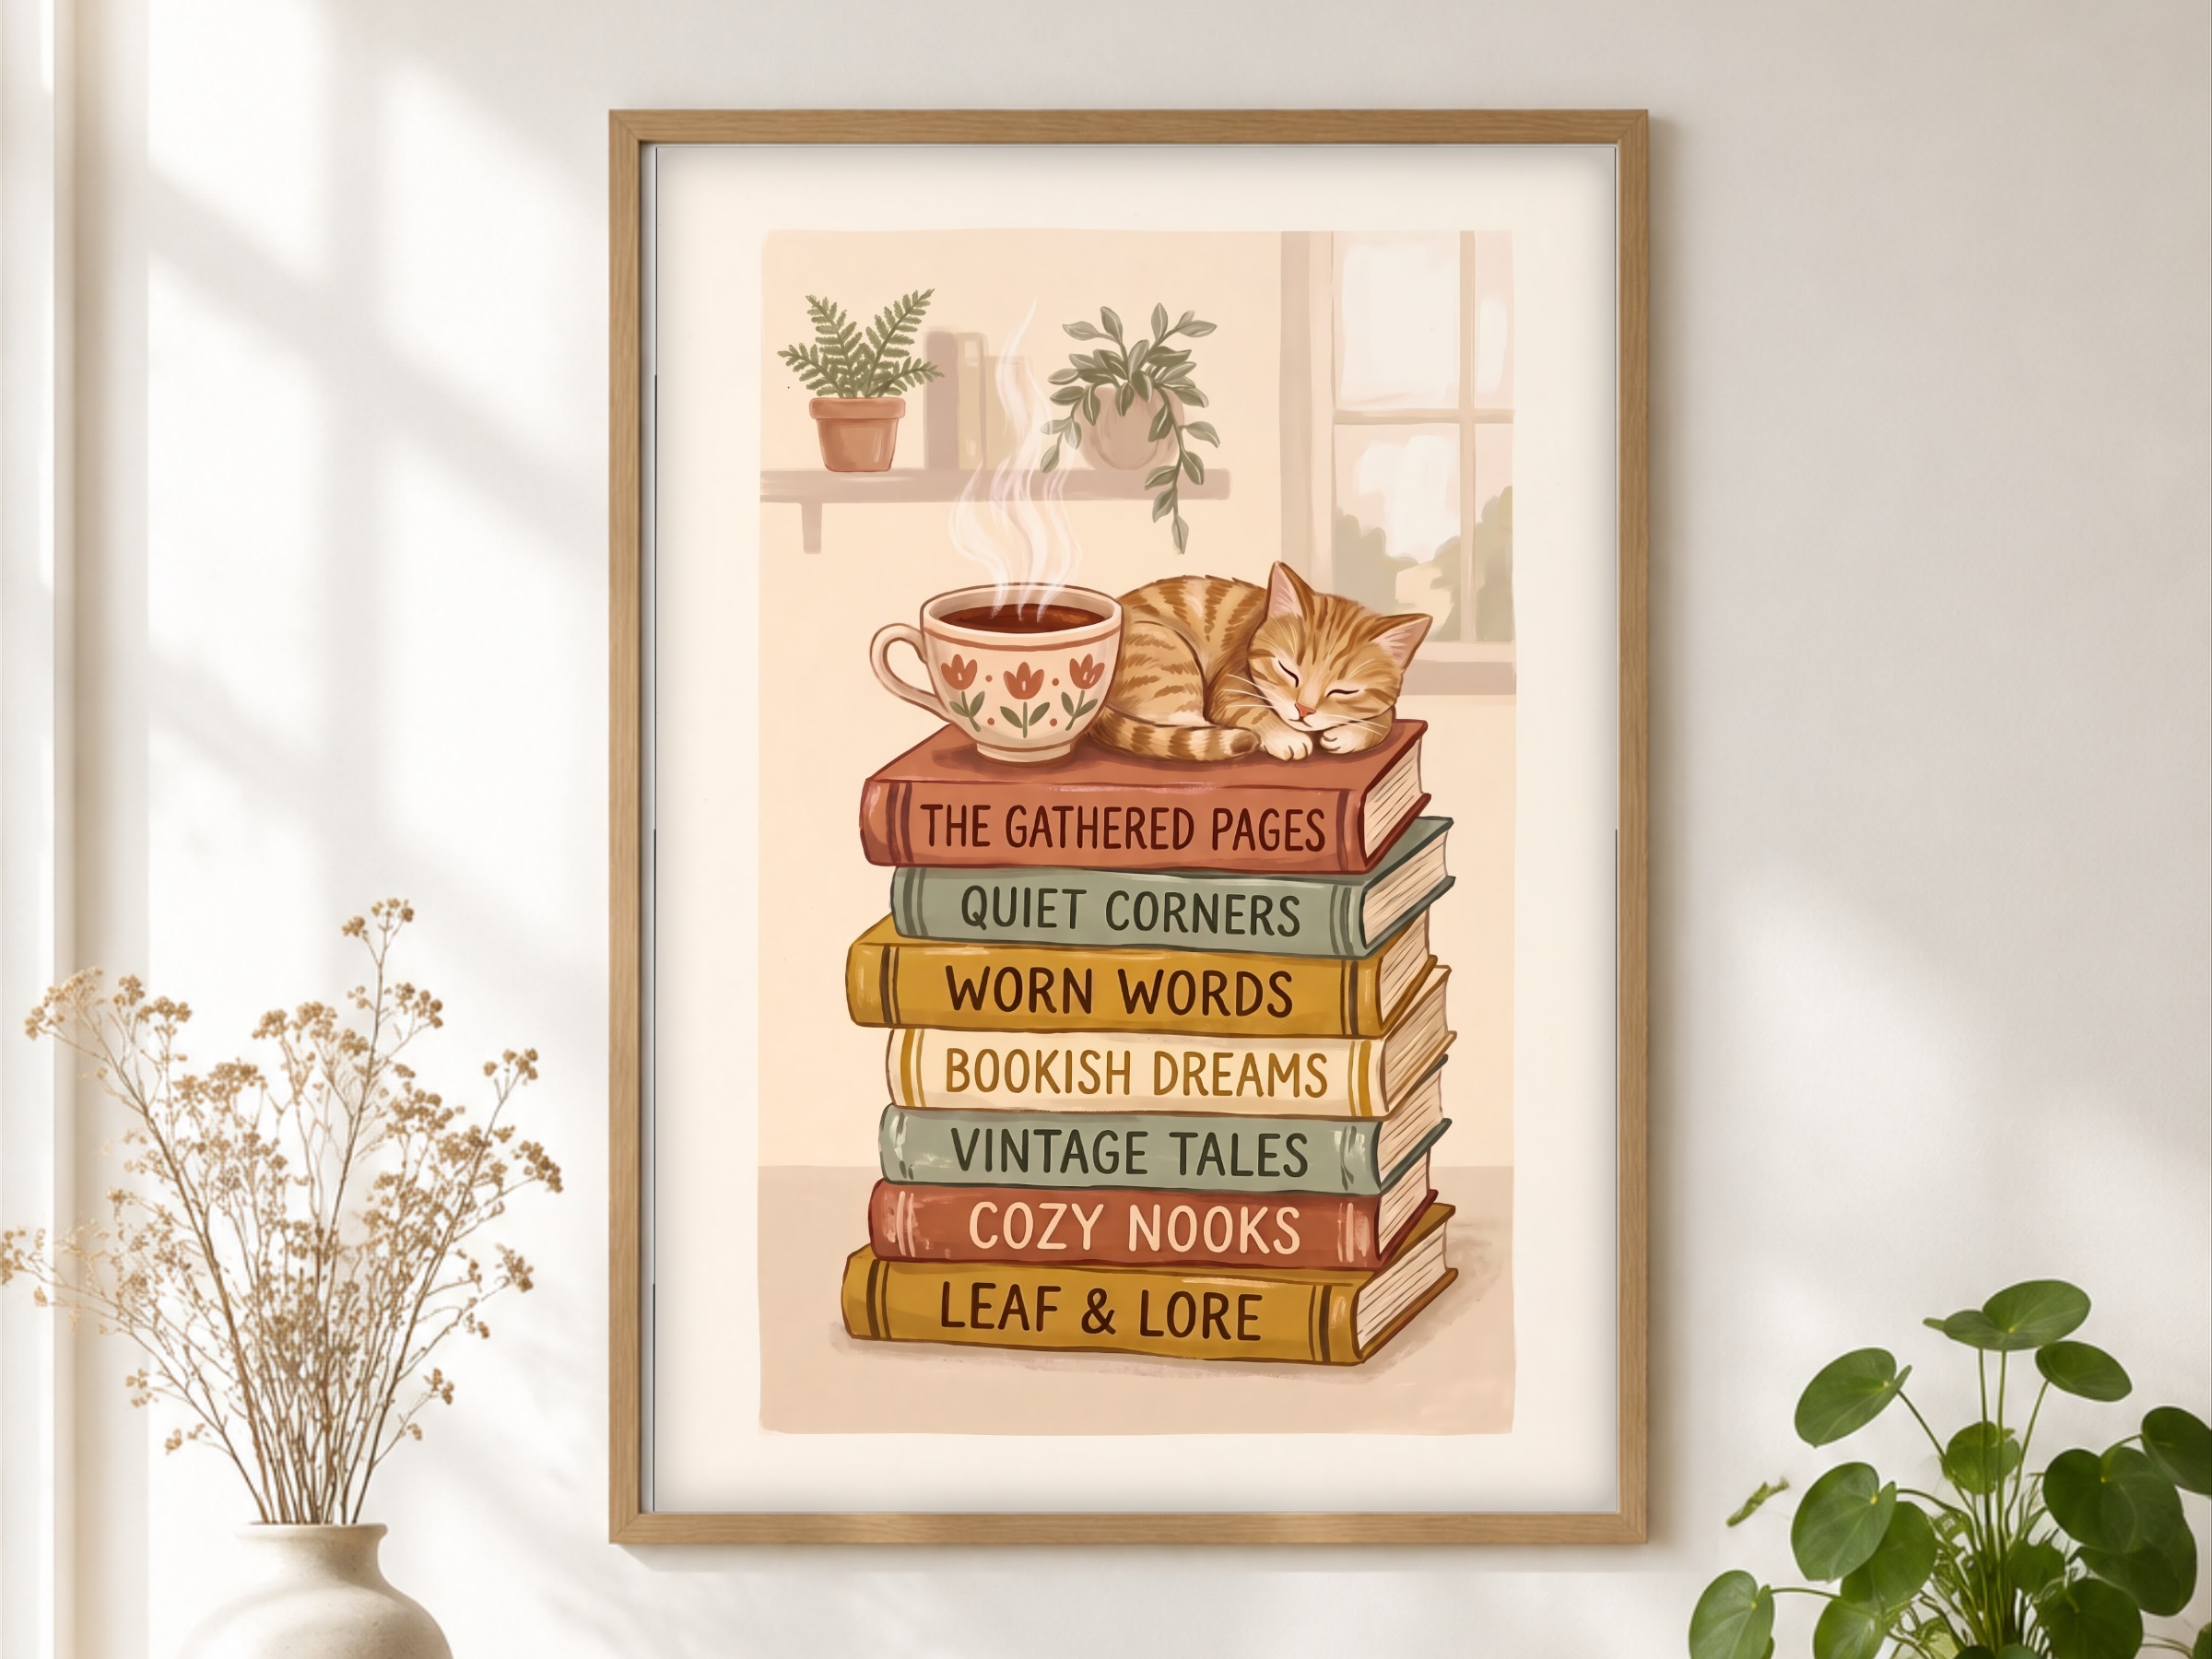 THE GATHERED PAGES
QUIET CORNERS
WORN WORDS
BOOKISH DREAMS
VINTAGE TALES
COZY NOOKS
LEAF & LORE